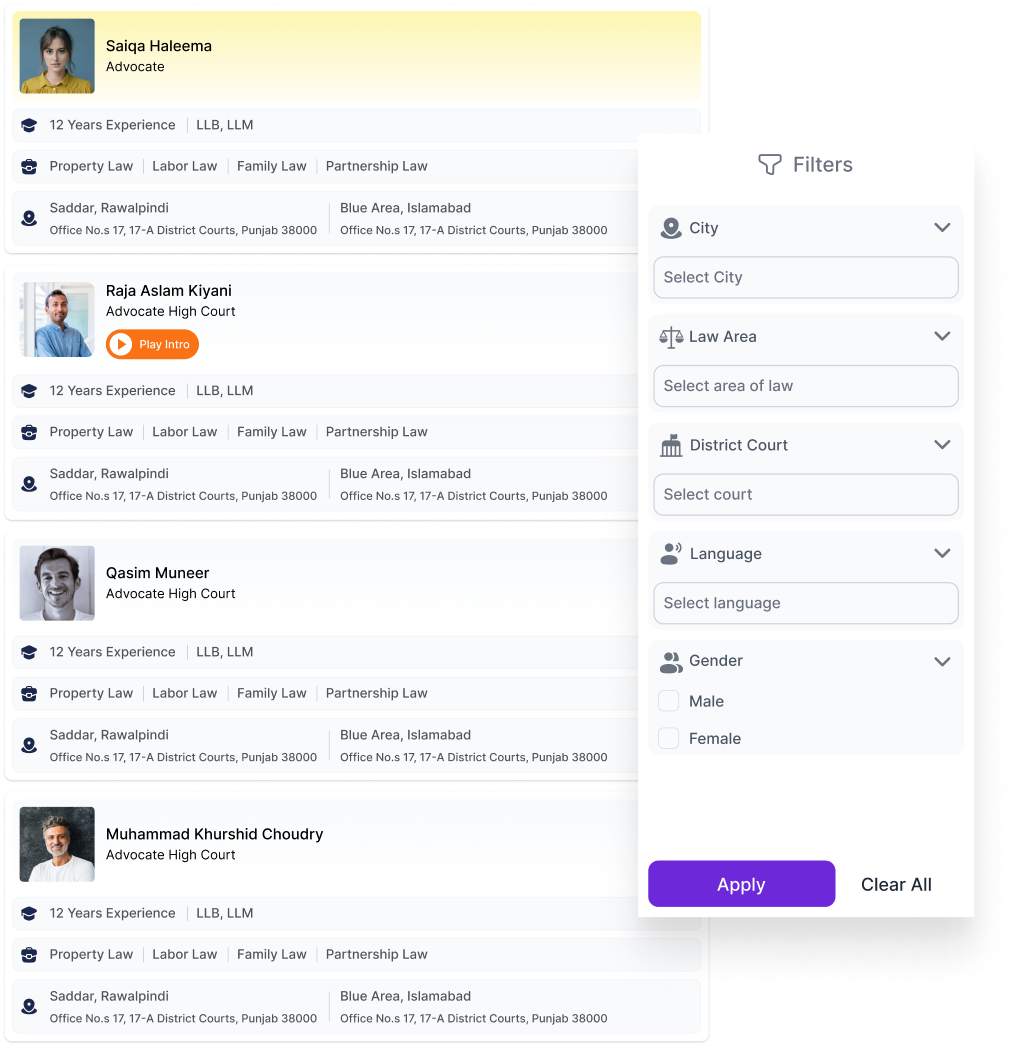 Saiqa Haleema
Advocate
12 Years Experience LLB, LLM
Property Law Labor Law Family Law Partnership Law
Saddar, Rawalpindi Blue Area, Islamabad
Office No.s 17, 17-A District Courts, Punjab 38000 Office No.s 17, 17-A District Courts, Punjab 38000
Raja Aslam Kiyani
Advocate High Court
Play Intro
12 Years Experience LLB, LLM
Property Law Labor Law Family Law Partnership Law
Saddar, Rawalpindi Blue Area, Islamabad
Office No.s 17, 17-A District Courts, Punjab 38000 Office No.s 17, 17-A District Courts, Punjab 38000
Qasim Muneer
Advocate High Court
12 Years Experience LLB, LLM
Property Law Labor Law Family Law Partnership Law
Saddar, Rawalpindi Blue Area, Islamabad
Office No.s 17, 17-A District Courts, Punjab 38000 Office No.s 17, 17-A District Courts, Punjab 38000
Muhammad Khurshid Choudry
Advocate High Court
12 Years Experience LLB, LLM
Property Law Labor Law Family Law Partnership Law
Saddar, Rawalpindi Blue Area, Islamabad
Office No.s 17, 17-A District Courts, Punjab 38000 Office No.s 17, 17-A District Courts, Punjab 38000
Filters
City
Select City
Law Area
Select area of law
District Court
Select court
Language
Select language
Gender
Male
Female
Apply Clear All